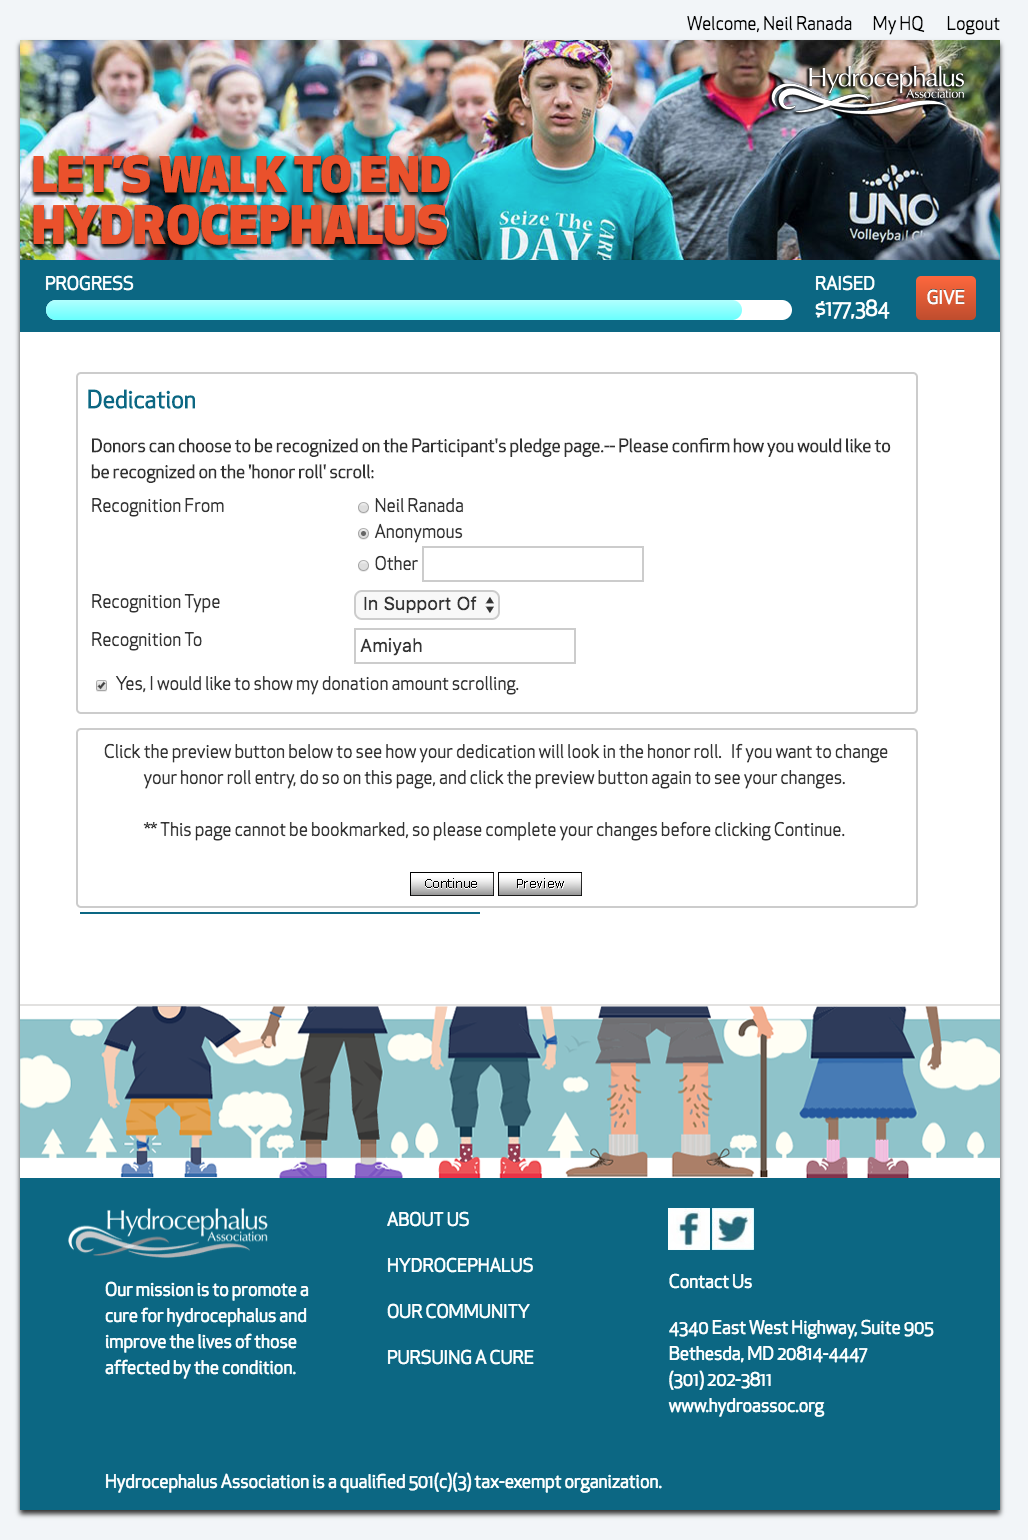 Welcome, Neil Ranada My HQ Logout
Hydrocephalus
Association
LET'S WALK TO END
HYDROCEPHALUS
Seize The
DAY
CARP
UNO
Volleyball
PROGRESS
RAISED
$177,384
GIVE
Dedication
Donors can choose to be recognized on the Participant's pledge page.-- Please confirm how you would like to
be recognized on the 'honor roll' scroll:
Recognition From
Neil Ranada
Anonymous
Other
Recognition Type
In Support Of
Recognition To
Amiyah
Yes, I would like to show my donation amount scrolling.
Click the preview button below to see how your dedication will look in the honor roll. If you want to change
your honor roll entry, do so on this page, and click the preview button again to see your changes.
** This page cannot be bookmarked, so please complete your changes before clicking Continue.
Continue Preview
Hydrocephalus
Association
Our mission is to promote a
cure for hydrocephalus and
improve the lives of those
affected by the condition.
ABOUT US
HYDROCEPHALUS
OUR COMMUNITY
PURSUING A CURE
Contact Us
4340 East West Highway, Suite 905
Bethesda, MD 20814-4447
(301) 202-3811
www.hydroassoc.org
Hydrocephalus Association is a qualified 501(c)(3) tax-exempt organization.